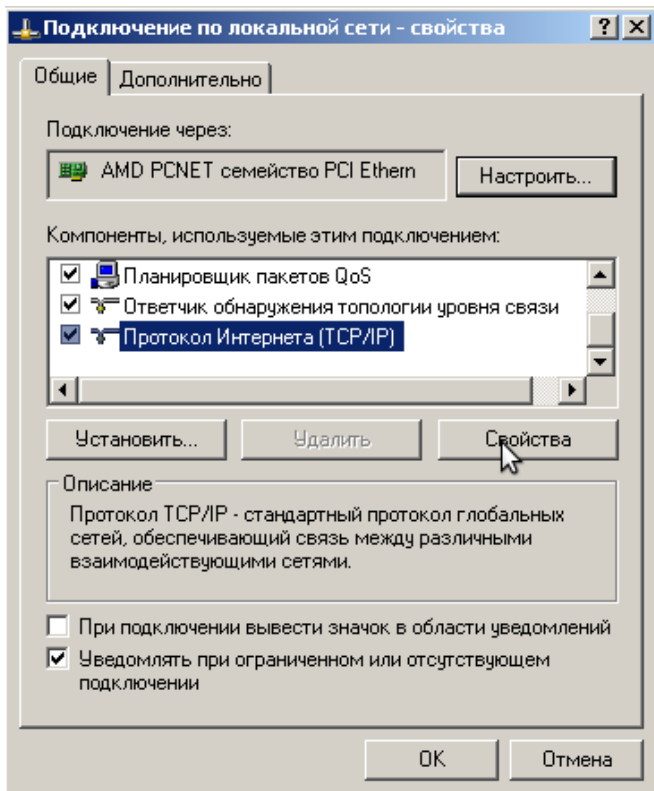 Подключение по локальной сети - свойства
Общие
Дополнительно
Подключение через:
AMD PCNET семейство PCI Ethern
Настроить...
Компоненты, используемые этим подключением:
Планировщик пакетов QoS
Ответчик обнаружения топологии уровня связи
Протокол Интернета (TCP/IP)
Установить...
Удалить
Свойства
Описание
Протокол TCP/IP - стандартный протокол глобальных
сетей, обеспечивающий связь между различными
взаимодействующими сетями.
При подключении вывести значок в области уведомлений
Уведомлять при ограниченном или отсутствующем
подключении
OK
Отмена